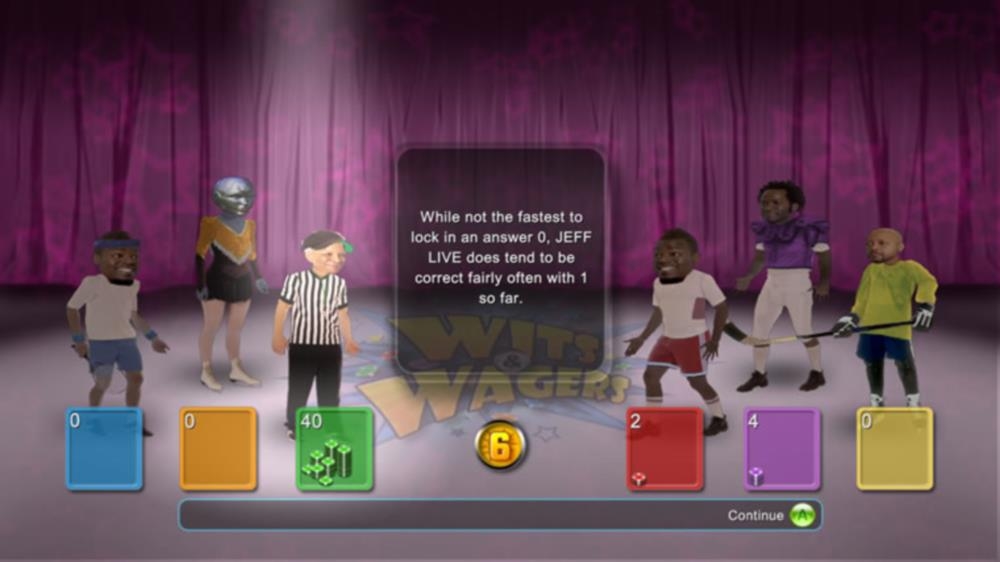 While not the fastest to
lock in an answer 0, JEFF
LIVE does tend to be
correct fairly often with 1
so far.
WITS
&
WAGERS
0
0
40
6
2
4
0
Continue A